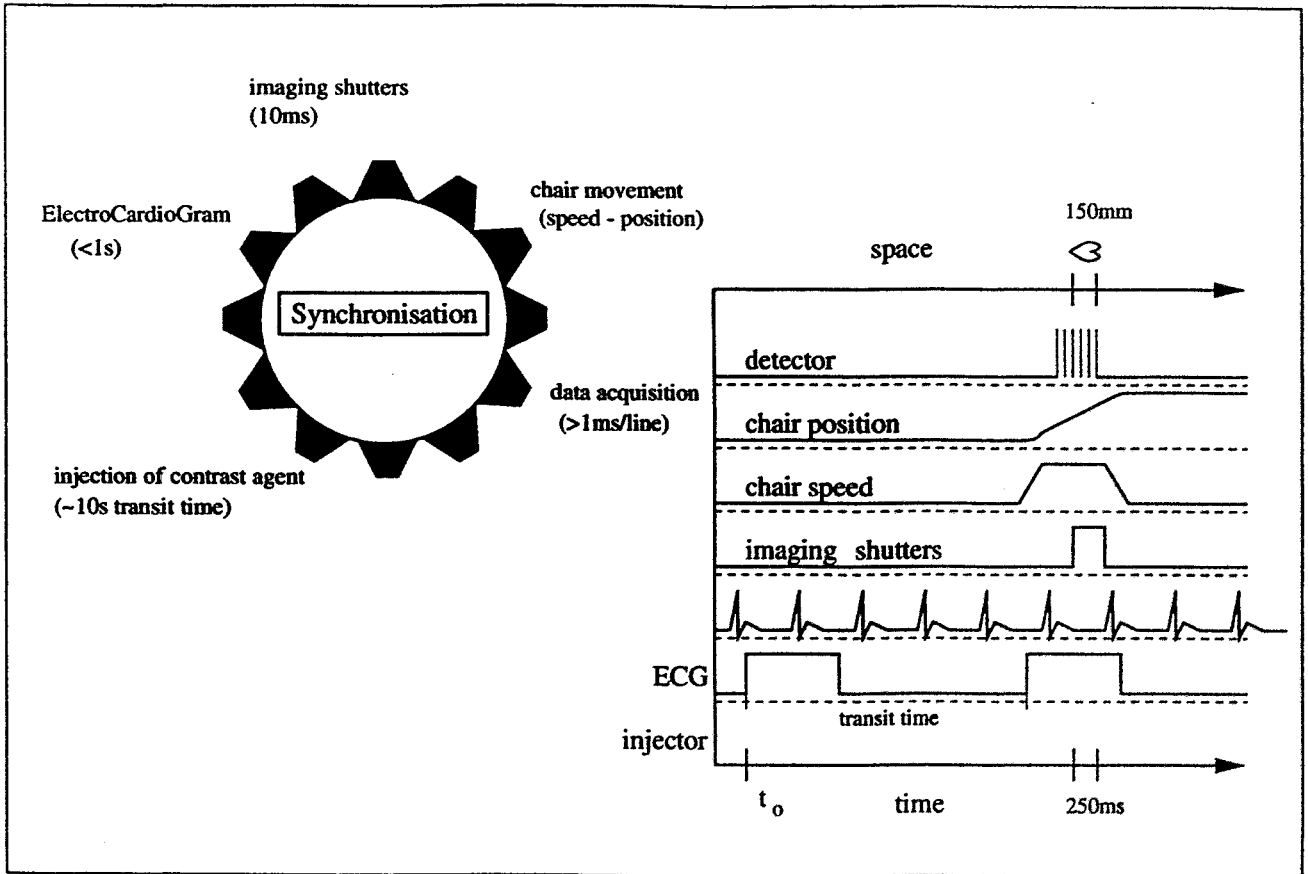 imaging shutters
(10ms)
ElectroCardioGram
(<1s)
chair movement
(speed - position)
Synchronisation
data acquisition
(>1ms/line)
injection of contrast agent
(~10s transit time)
150mm
space
detector
chair position
chair speed
imaging shutters
ECG
transit time
injector
t₀
time
250ms